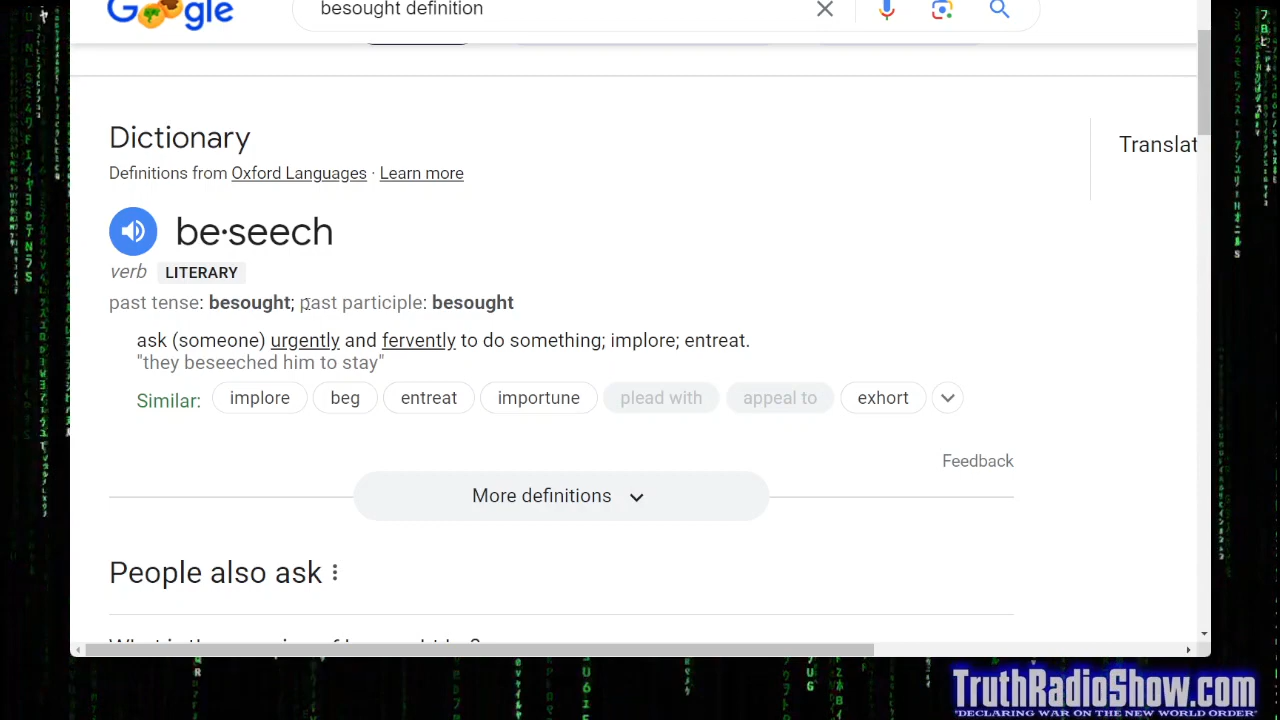 Google
besought definition
Dictionary
Translat
Definitions from Oxford Languages · Learn more
be·seech
verb LITERARY
past tense: besought; past participle: besought
ask (someone) urgently and fervently to do something; implore; entreat.
"they beseeched him to stay"
Similar: implore beg entreat importune plead with appeal to exhort
Feedback
More definitions
People also ask
TruthRadioShow.com
"DECLARING WAR ON THE NEW WORLD ORDER"